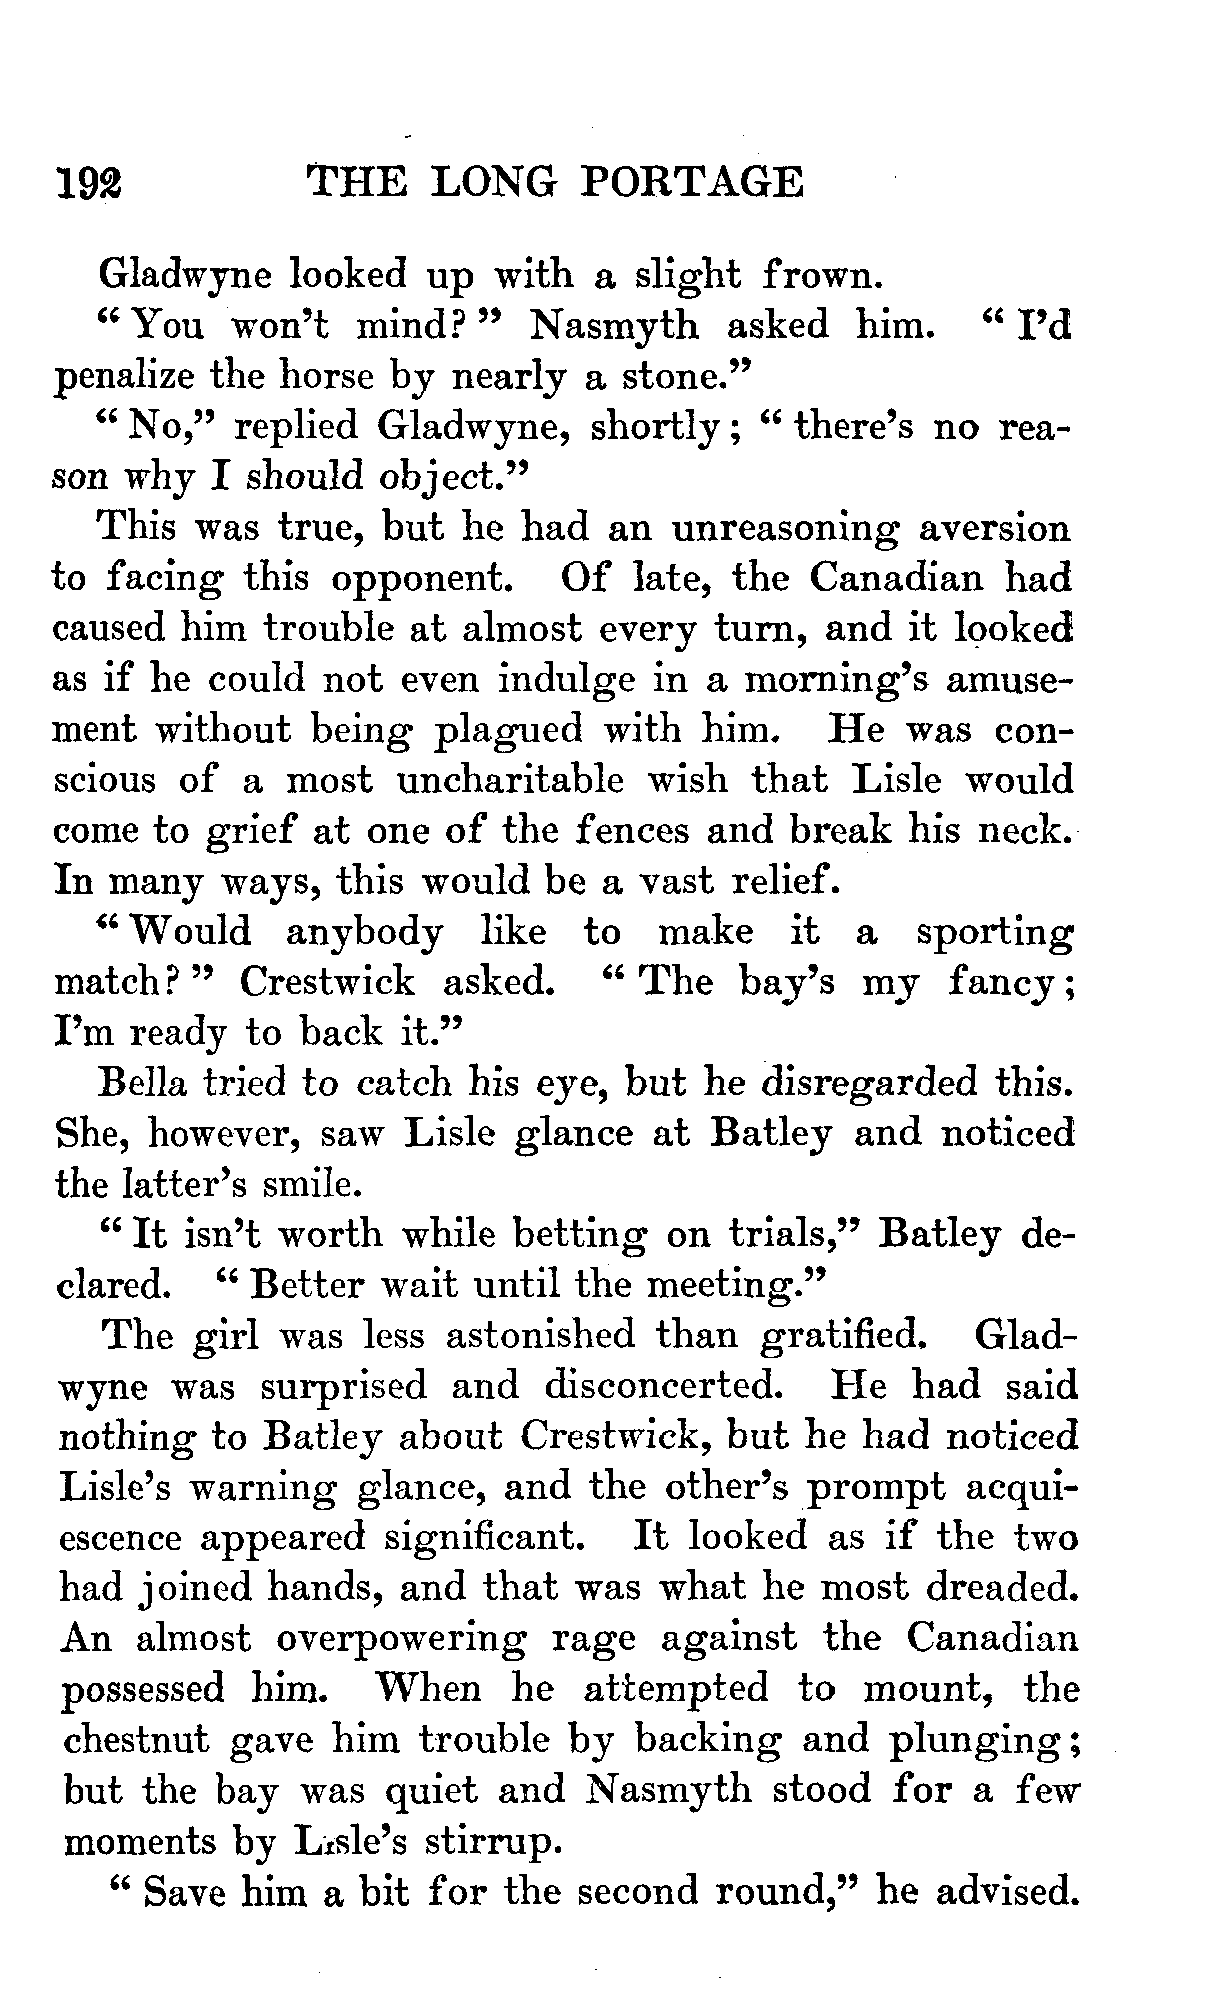 192 THE LONG PORTAGE
Gladwyne looked up with a slight frown.
“ You won’t mind? ” Nasmyth asked him. “ I’d
penalize the horse by nearly a stone.”
“ No,” replied Gladwyne, shortly ; “ there’s no rea-
son why I should object.”
This was true, but he had an unreasoning aversion
to facing this opponent. Of late, the Canadian had
caused him trouble at almost every turn, and it looked
as if he could not even indulge in a morning’s amuse-
ment without being plagued with him. He was con-
scious of a most uncharitable wish that Lisle would
come to grief at one of the fences and break his neck.
In many ways, this would be a vast relief.
“ Would anybody like to make it a sporting
match? ” Crestwick asked. “ The bay’s my fancy ;
I’m ready to back it.”
Bella tried to catch his eye, but he disregarded this.
She, however, saw Lisle glance at Batley and noticed
the latter’s smile.
“ It isn’t worth while betting on trials,” Batley de-
clared. “ Better wait until the meeting.”
The girl was less astonished than gratified. Glad-
wyne was surprised and disconcerted. He had said
nothing to Batley about Crestwick, but he had noticed
Lisle’s warning glance, and the other’s prompt acqui-
escence appeared significant. It looked as if the two
had joined hands, and that was what he most dreaded.
An almost overpowering rage against the Canadian
possessed him. When he attempted to mount, the
chestnut gave him trouble by backing and plunging ;
but the bay was quiet and Nasmyth stood for a few
moments by Lisle’s stirrup.
“ Save him a bit for the second round,” he advised.